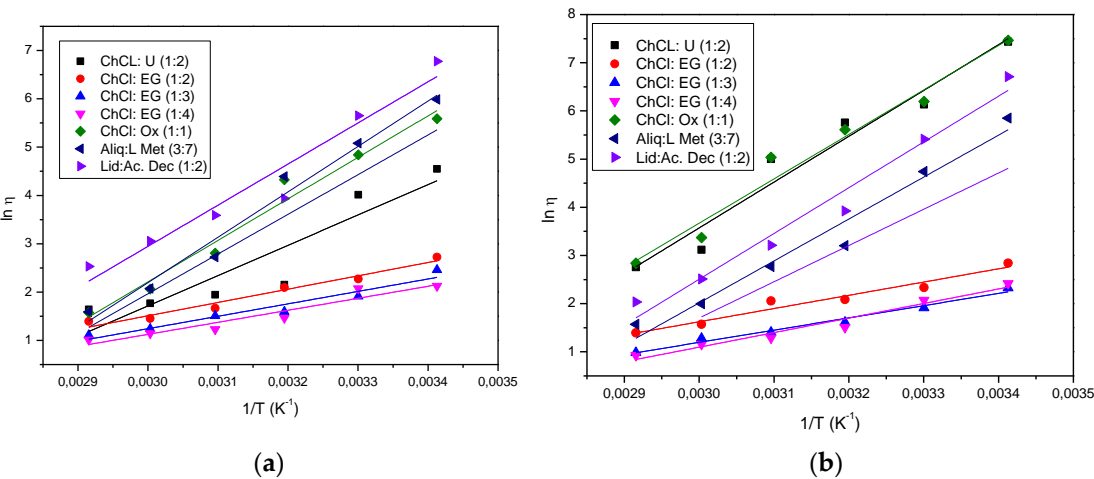 7
6
5
4
3
2
1
ln η
ChCL: U (1:2)
ChCl: EG (1:2)
ChCl: EG (1:3)
ChCl: EG (1:4)
ChCl: Ox (1:1)
Aliq:L Met (3:7)
Lid:Ac. Dec (1:2)
0,0029 0,0030 0,0031 0,0032 0,0033 0,0034 0,0035
1/T (K⁻¹)
(a)
8
7
6
5
4
3
2
1
ln η
ChCL: U (1:2)
ChCl: EG (1:2)
ChCl: EG (1:3)
ChCl: EG (1:4)
ChCl: Ox (1:1)
Aliq:L Met (3:7)
Lid:Ac. Dec (1:2)
0,0029 0,0030 0,0031 0,0032 0,0033 0,0034 0,0035
1/T (K⁻¹)
(b)